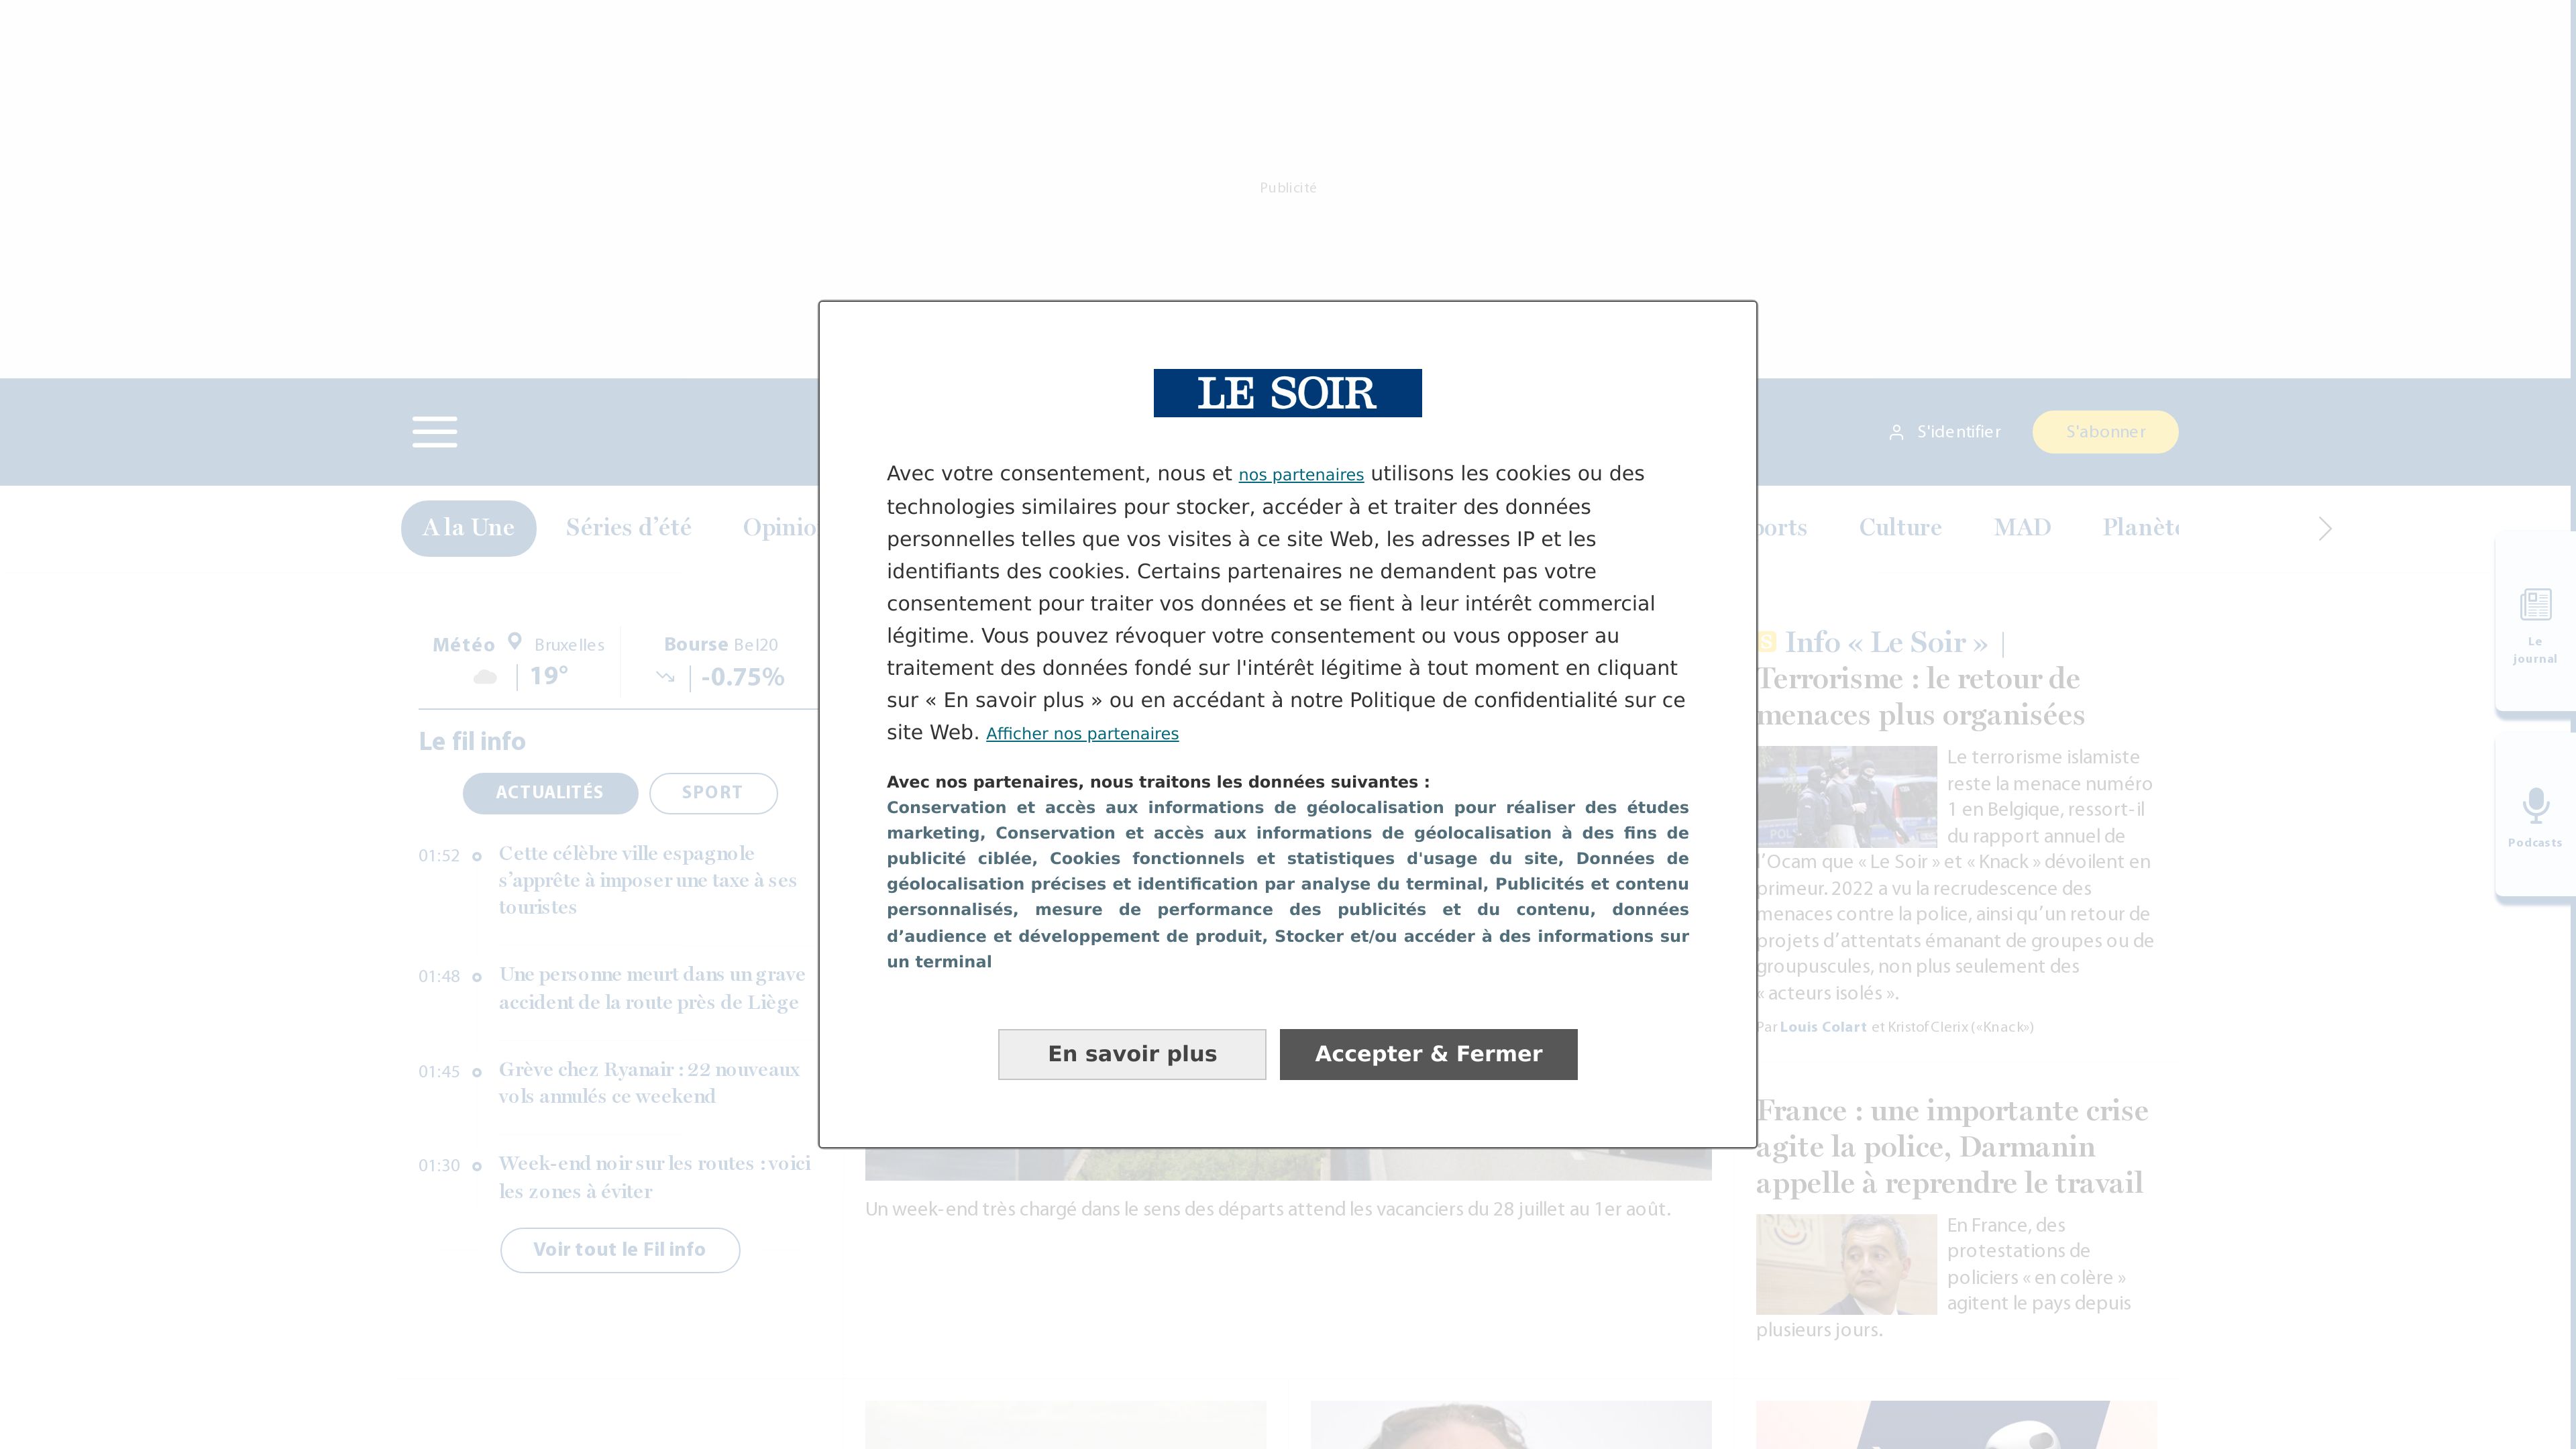 Publicité
S'identifier
S'abonner
A la Une
Séries d’été
Opinio
ports
Culture
MAD
Planète
Météo
Bruxelles
19°
Bourse Bel20
-0.75%
Le fil info
ACTUALITÉS
SPORT
01:52
Cette célèbre ville espagnole
s’apprête à imposer une taxe à ses
touristes
01:48
Une personne meurt dans un grave
accident de la route près de Liège
01:45
Grève chez Ryanair : 22 nouveaux
vols annulés ce weekend
01:30
Week-end noir sur les routes : voici
les zones à éviter
Voir tout le Fil info
LE SOIR
Avec votre consentement, nous et nos partenaires utilisons les cookies ou des
technologies similaires pour stocker, accéder à et traiter des données
personnelles telles que vos visites à ce site Web, les adresses IP et les
identifiants des cookies. Certains partenaires ne demandent pas votre
consentement pour traiter vos données et se fient à leur intérêt commercial
légitime. Vous pouvez révoquer votre consentement ou vous opposer au
traitement des données fondé sur l'intérêt légitime à tout moment en cliquant
sur « En savoir plus » ou en accédant à notre Politique de confidentialité sur ce
site Web. Afficher nos partenaires
Avec nos partenaires, nous traitons les données suivantes :
Conservation et accès aux informations de géolocalisation pour réaliser des études
marketing, Conservation et accès aux informations de géolocalisation à des fins de
publicité ciblée, Cookies fonctionnels et statistiques d'usage du site, Données de
géolocalisation précises et identification par analyse du terminal, Publicités et contenu
personnalisés, mesure de performance des publicités et du contenu, données
d’audience et développement de produit, Stocker et/ou accéder à des informations sur
un terminal
En savoir plus
Accepter & Fermer
Un week-end très chargé dans le sens des départs attend les vacanciers du 28 juillet au 1er août.
S Info « Le Soir » |
Terrorisme : le retour de
menaces plus organisées
Le terrorisme islamiste
reste la menace numéro
1 en Belgique, ressort-il
du rapport annuel de
l’Ocam que « Le Soir » et « Knack » dévoilent en
primeur. 2022 a vu la recrudescence des
menaces contre la police, ainsi qu’un retour de
projets d’attentats émanant de groupes ou de
groupuscules, non plus seulement des
« acteurs isolés ».
Par Louis Colart et Kristof Clerix («Knack»)
France : une importante crise
agite la police, Darmanin
appelle à reprendre le travail
En France, des
protestations de
policiers « en colère »
agitent le pays depuis
plusieurs jours.
Le
journal
Podcasts